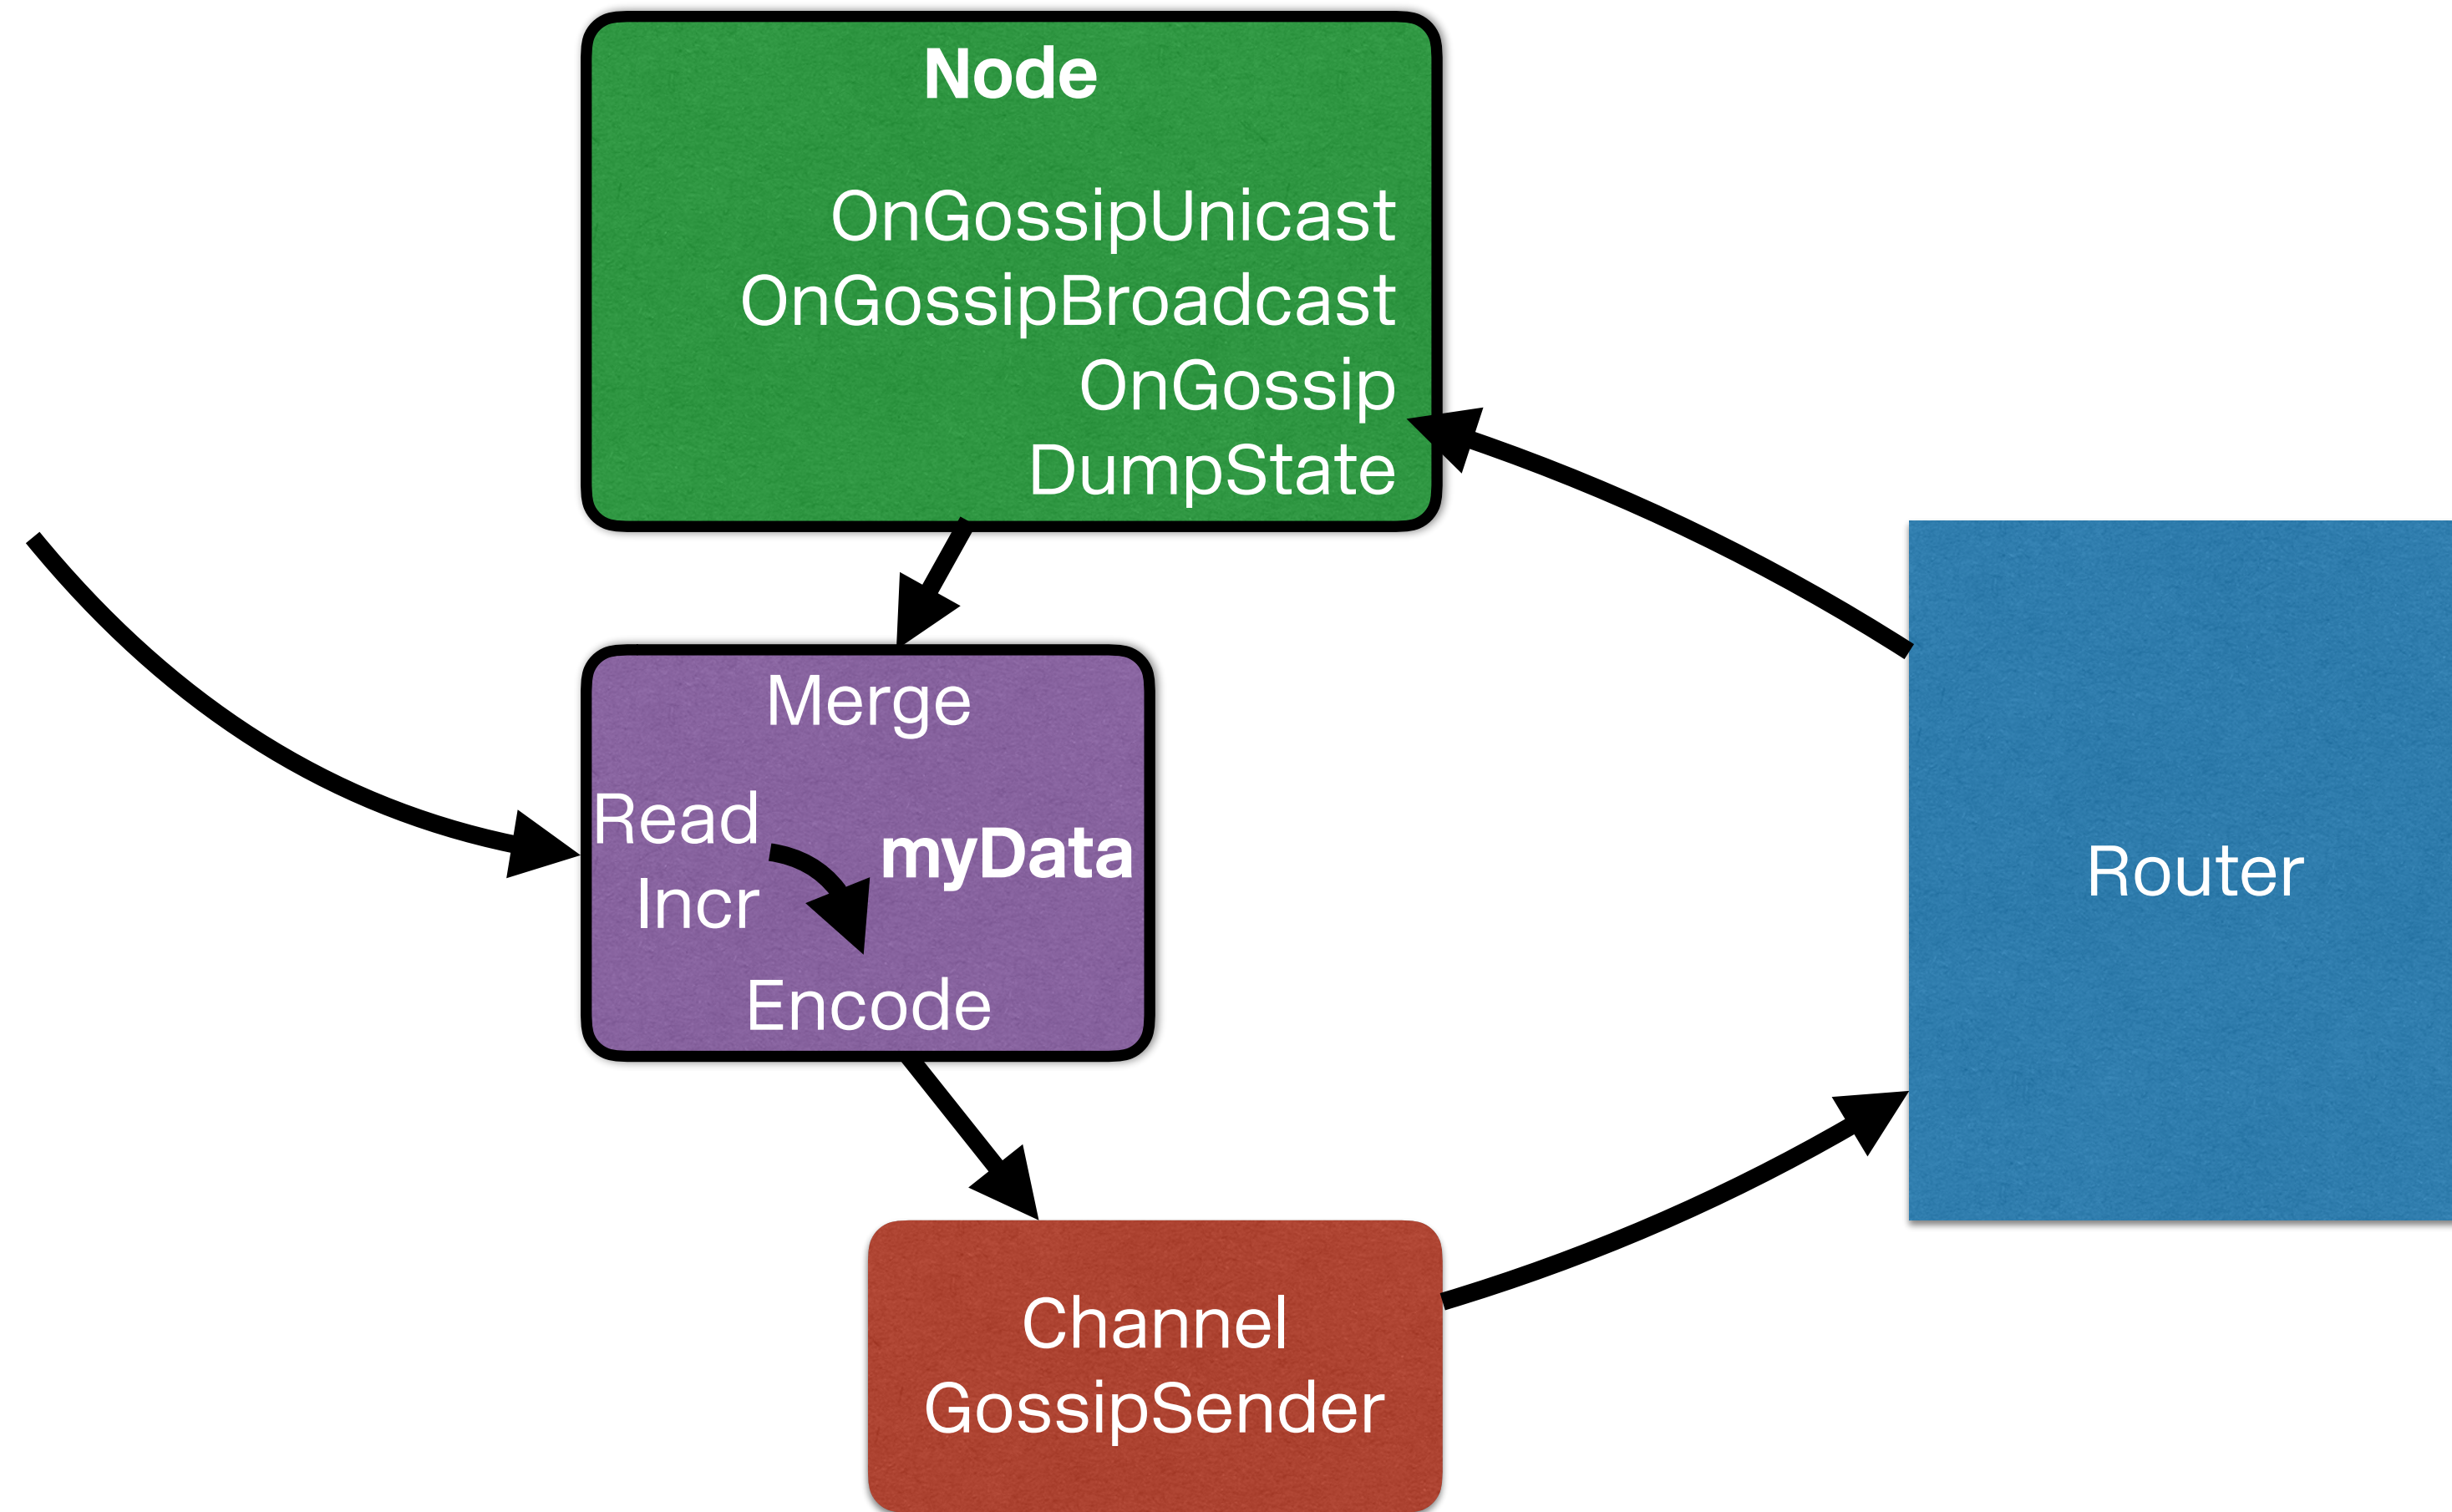 Node
OnGossipUnicast
OnGossipBroadcast
OnGossip
DumpState
Merge
Read
Incr
myData
Encode
Router
Channel
GossipSender